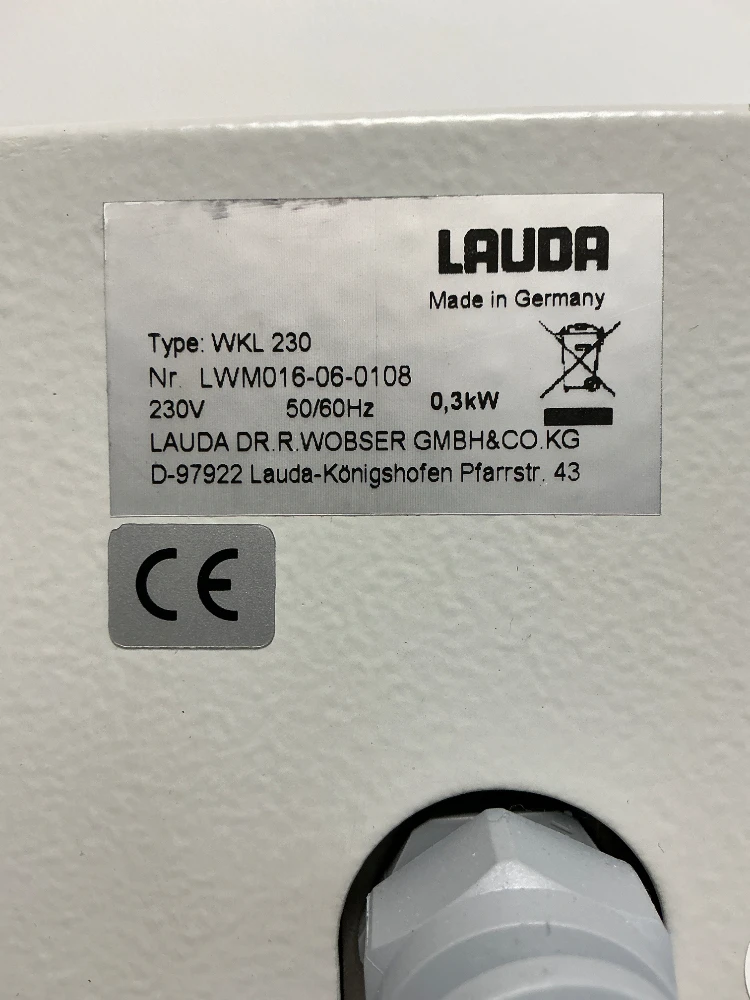 LAUDA
Made in Germany
Type: WKL 230
Nr. LWM016-06-0108
230V 50/60Hz 0,3kW
LAUDA DR.R.WOBSER GMBH&CO.KG
D-97922 Lauda-Königshofen Pfarrstr. 43
CE